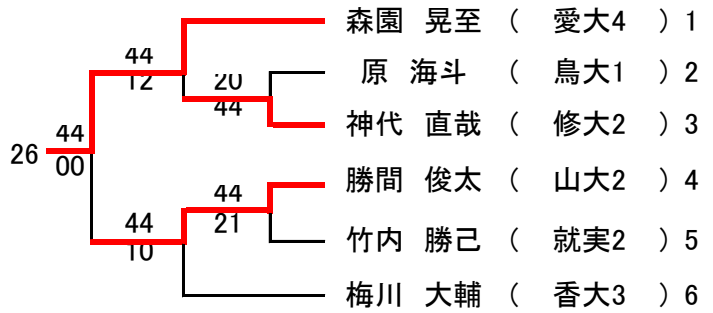 森園 晃至 ( 愛大4 ) 1
44
12
原 海斗 ( 鳥大1 ) 2
20
44
神代 直哉 ( 修大2 ) 3
26
44
00
勝間 俊太 ( 山大2 ) 4
44
21
44
10
竹内 勝己 ( 就実2 ) 5
梅川 大輔 ( 香大3 ) 6